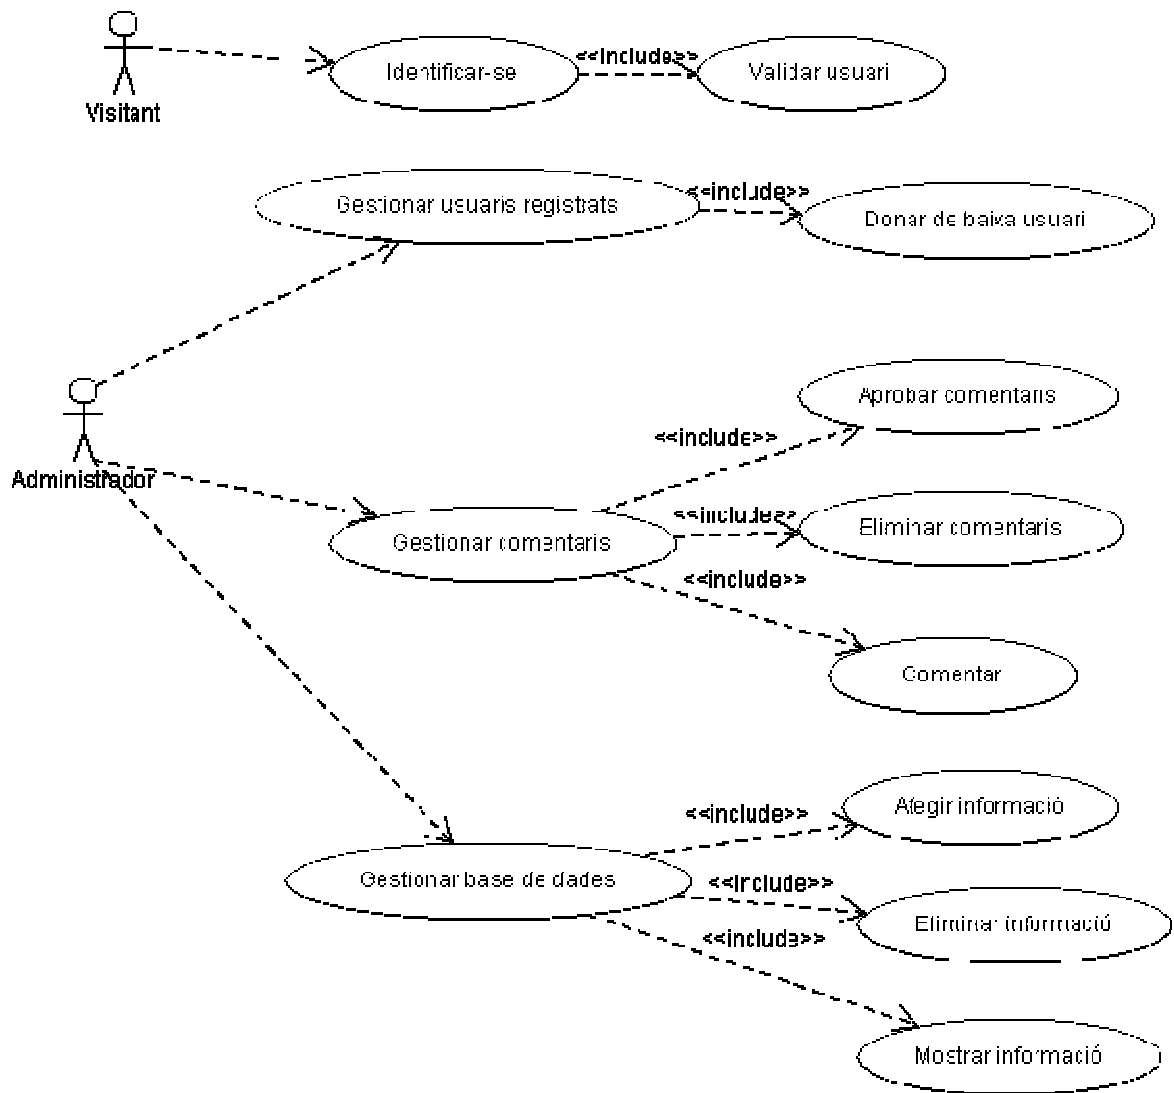 Identificar-se
<<include>>
Validar usuari
Visitant
Gestionar usuaris registrats
<<include>>
Donar de baixa usuari
Administrador
Aprobar comentaris
<<include>>
Gestionar comentaris
<<include>>
Eliminar comentaris
<<include>>
Comentar
Gestionar base de dades
<<include>>
Afegir informació
<<include>>
Eliminar informació
<<include>>
Mostrar informació